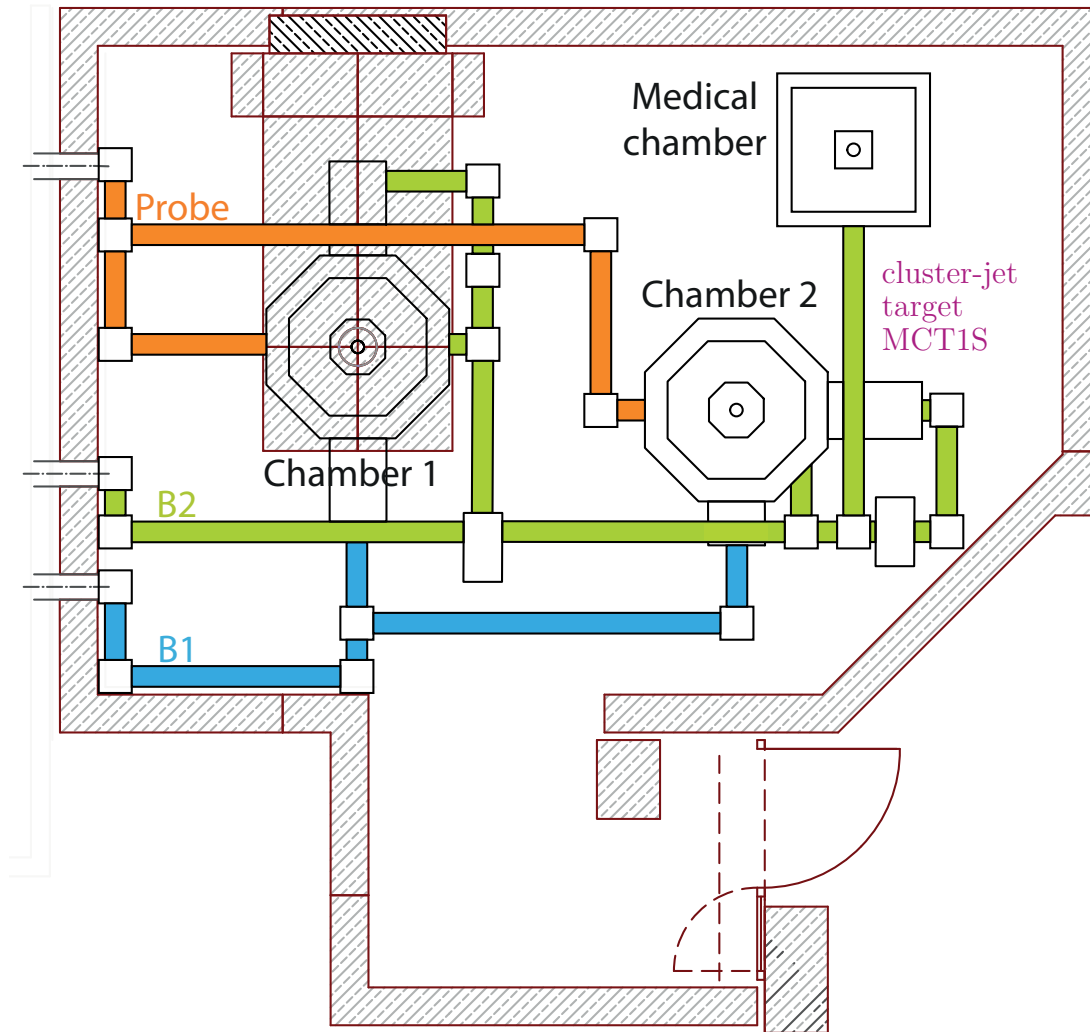 Medical
chamber
Probe
cluster-jet
target
MCT1S
Chamber 2
Chamber 1
B2
B1